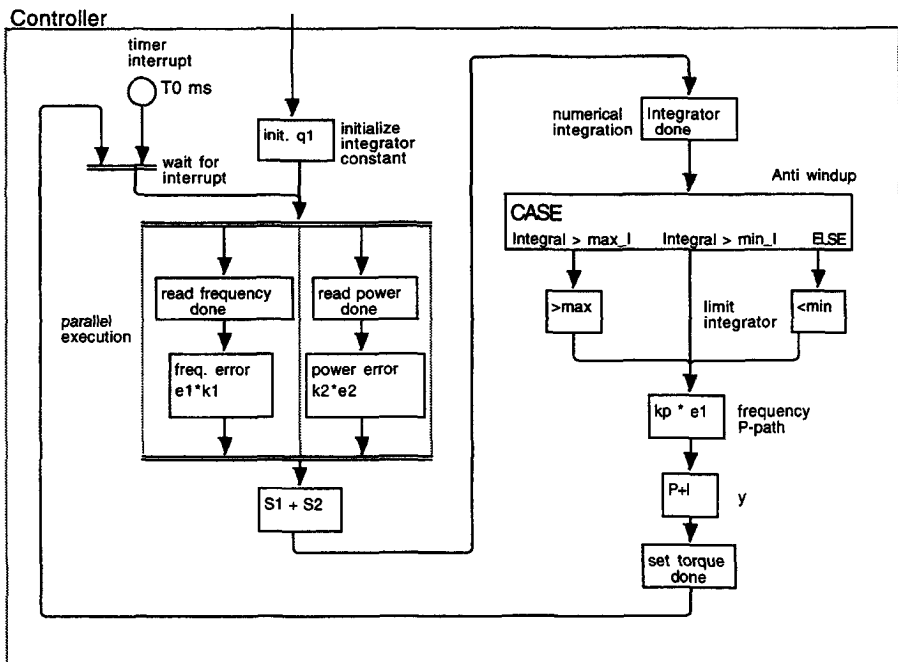 Controller
timer
interrupt
T0 ms
wait for
interrupt
init. q1
initialize
integrator
constant
parallel
execution
read frequency
done
read power
done
freq. error
e1*k1
power error
k2*e2
S1 + S2
numerical
integration
Integrator
done
Anti windup
CASE
Integral > max_I
Integral > min_I
ELSE
>max
limit
integrator
<min
kp * e1
frequency
P-path
P+I
y
set torque
done